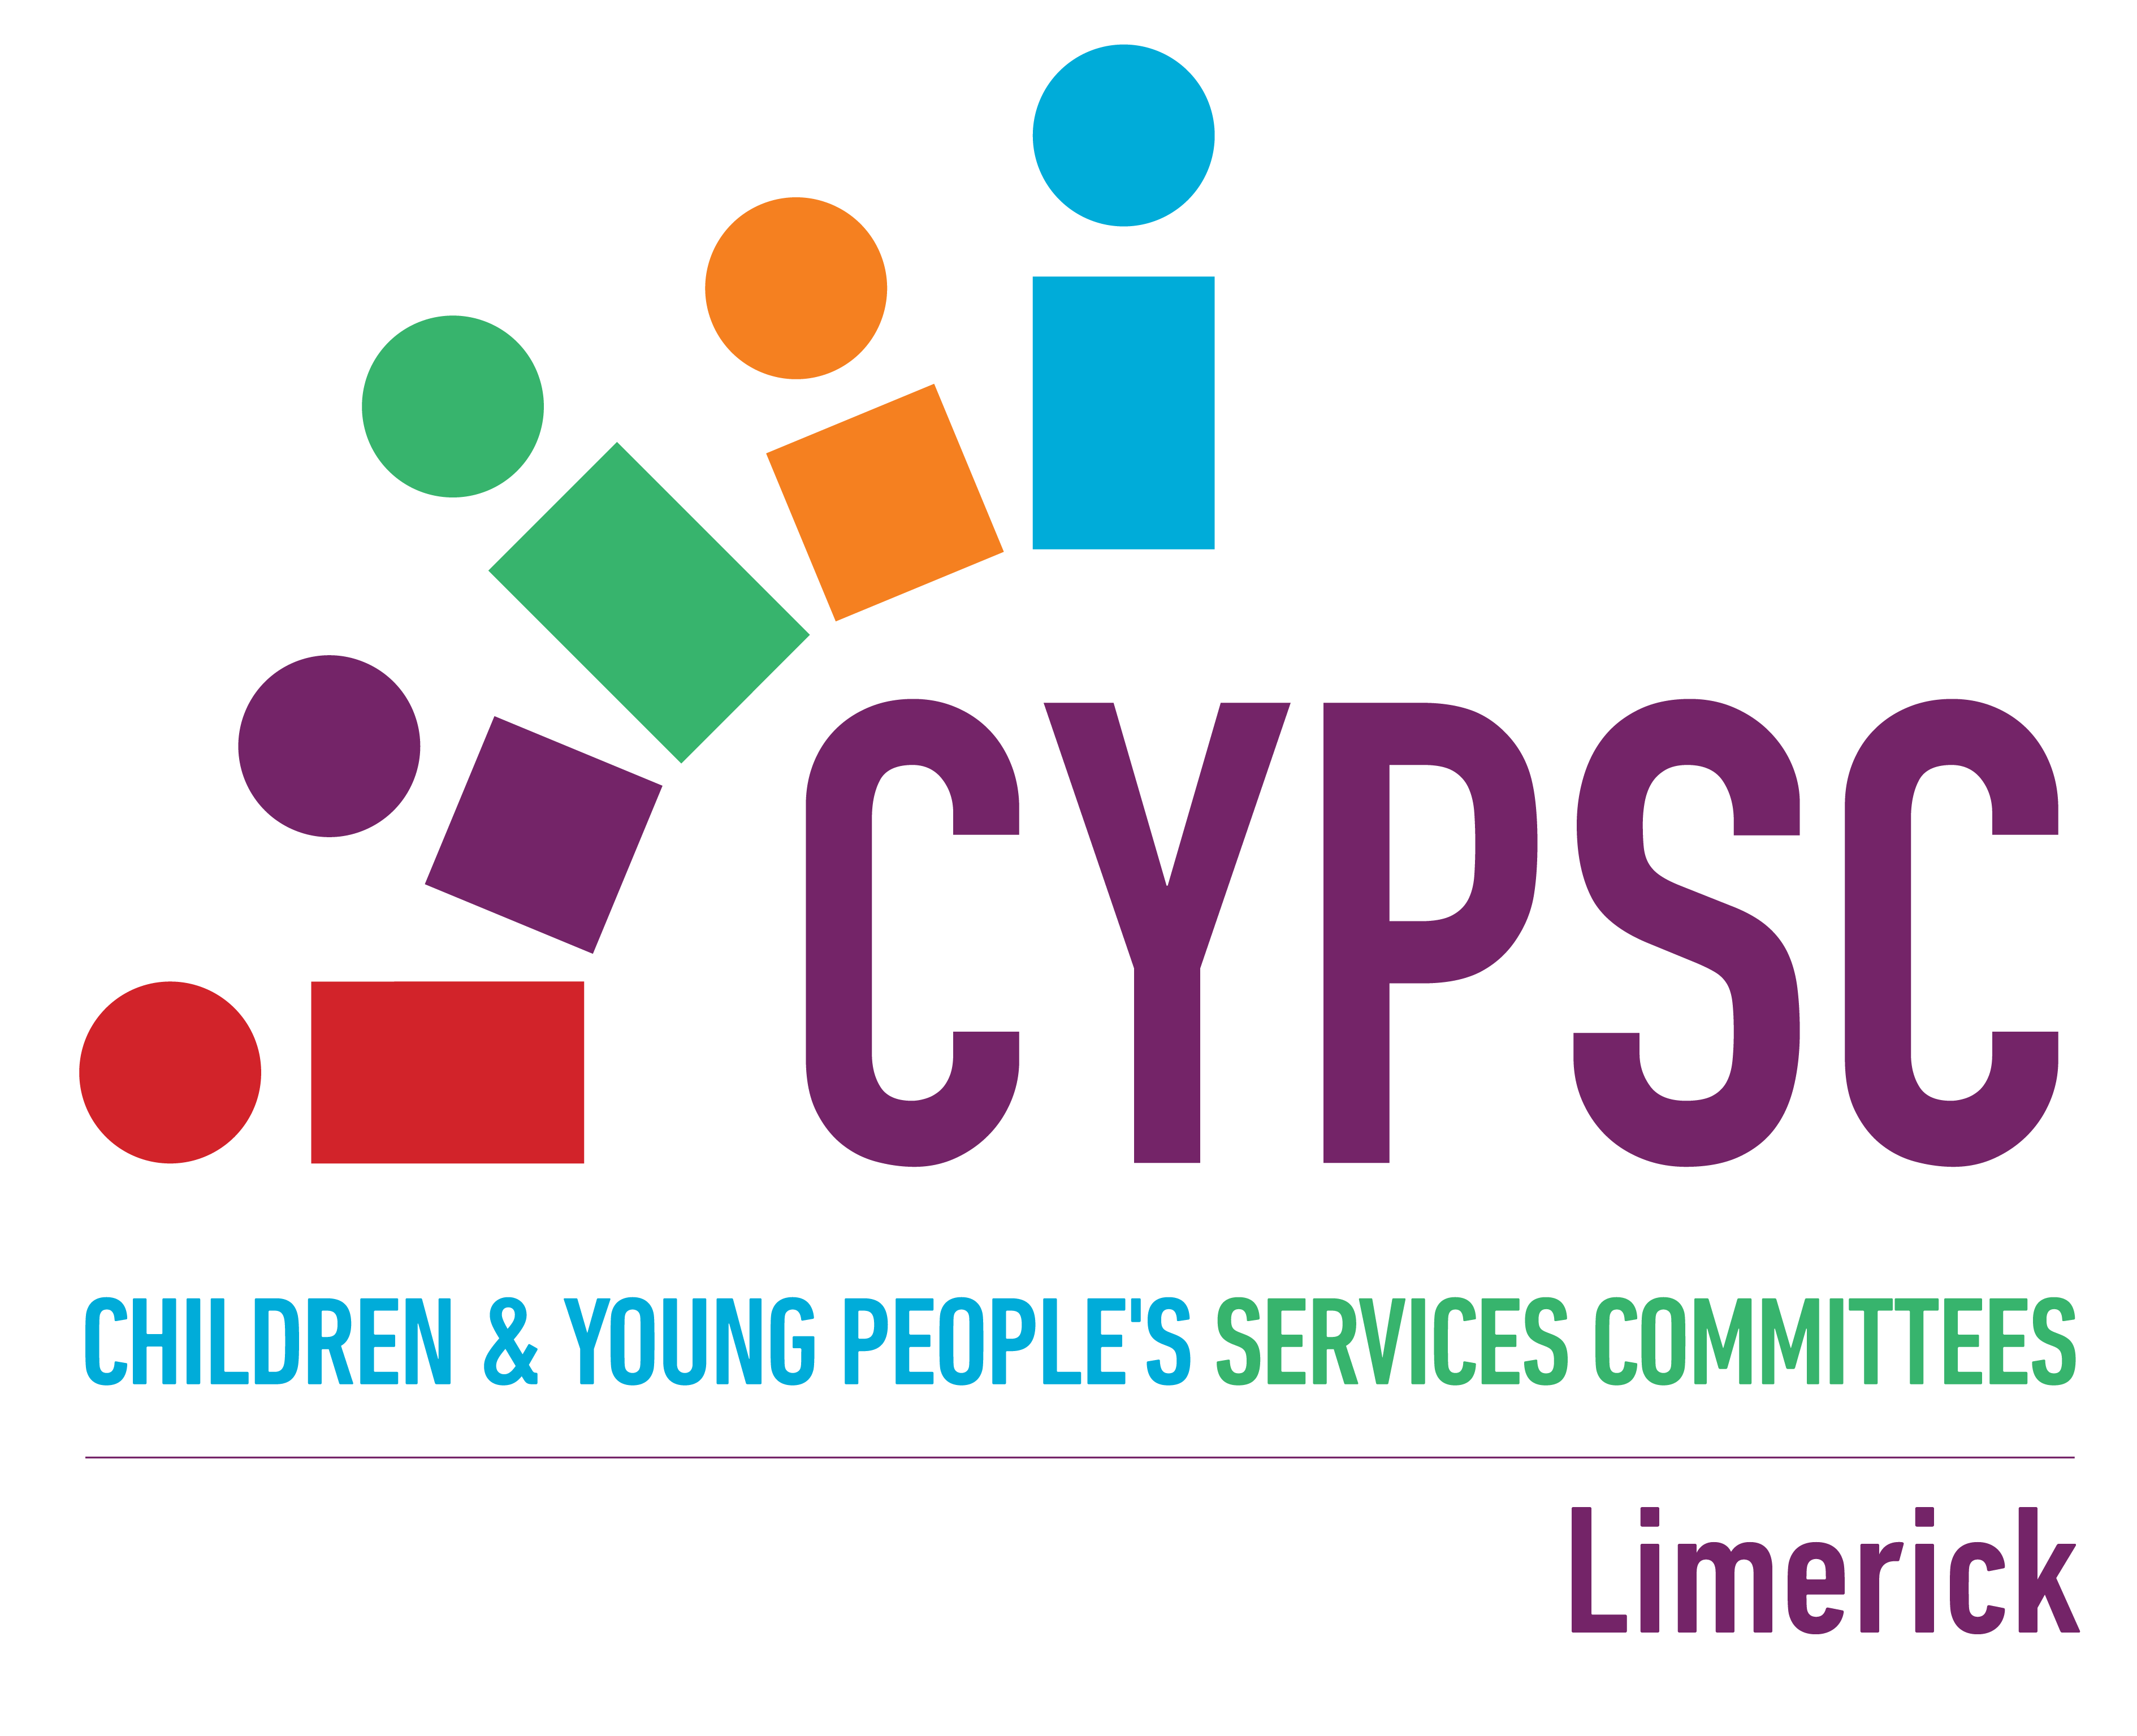 CYPSC
CHILDREN & YOUNG PEOPLE'S SERVICES COMMITTEES
Limerick